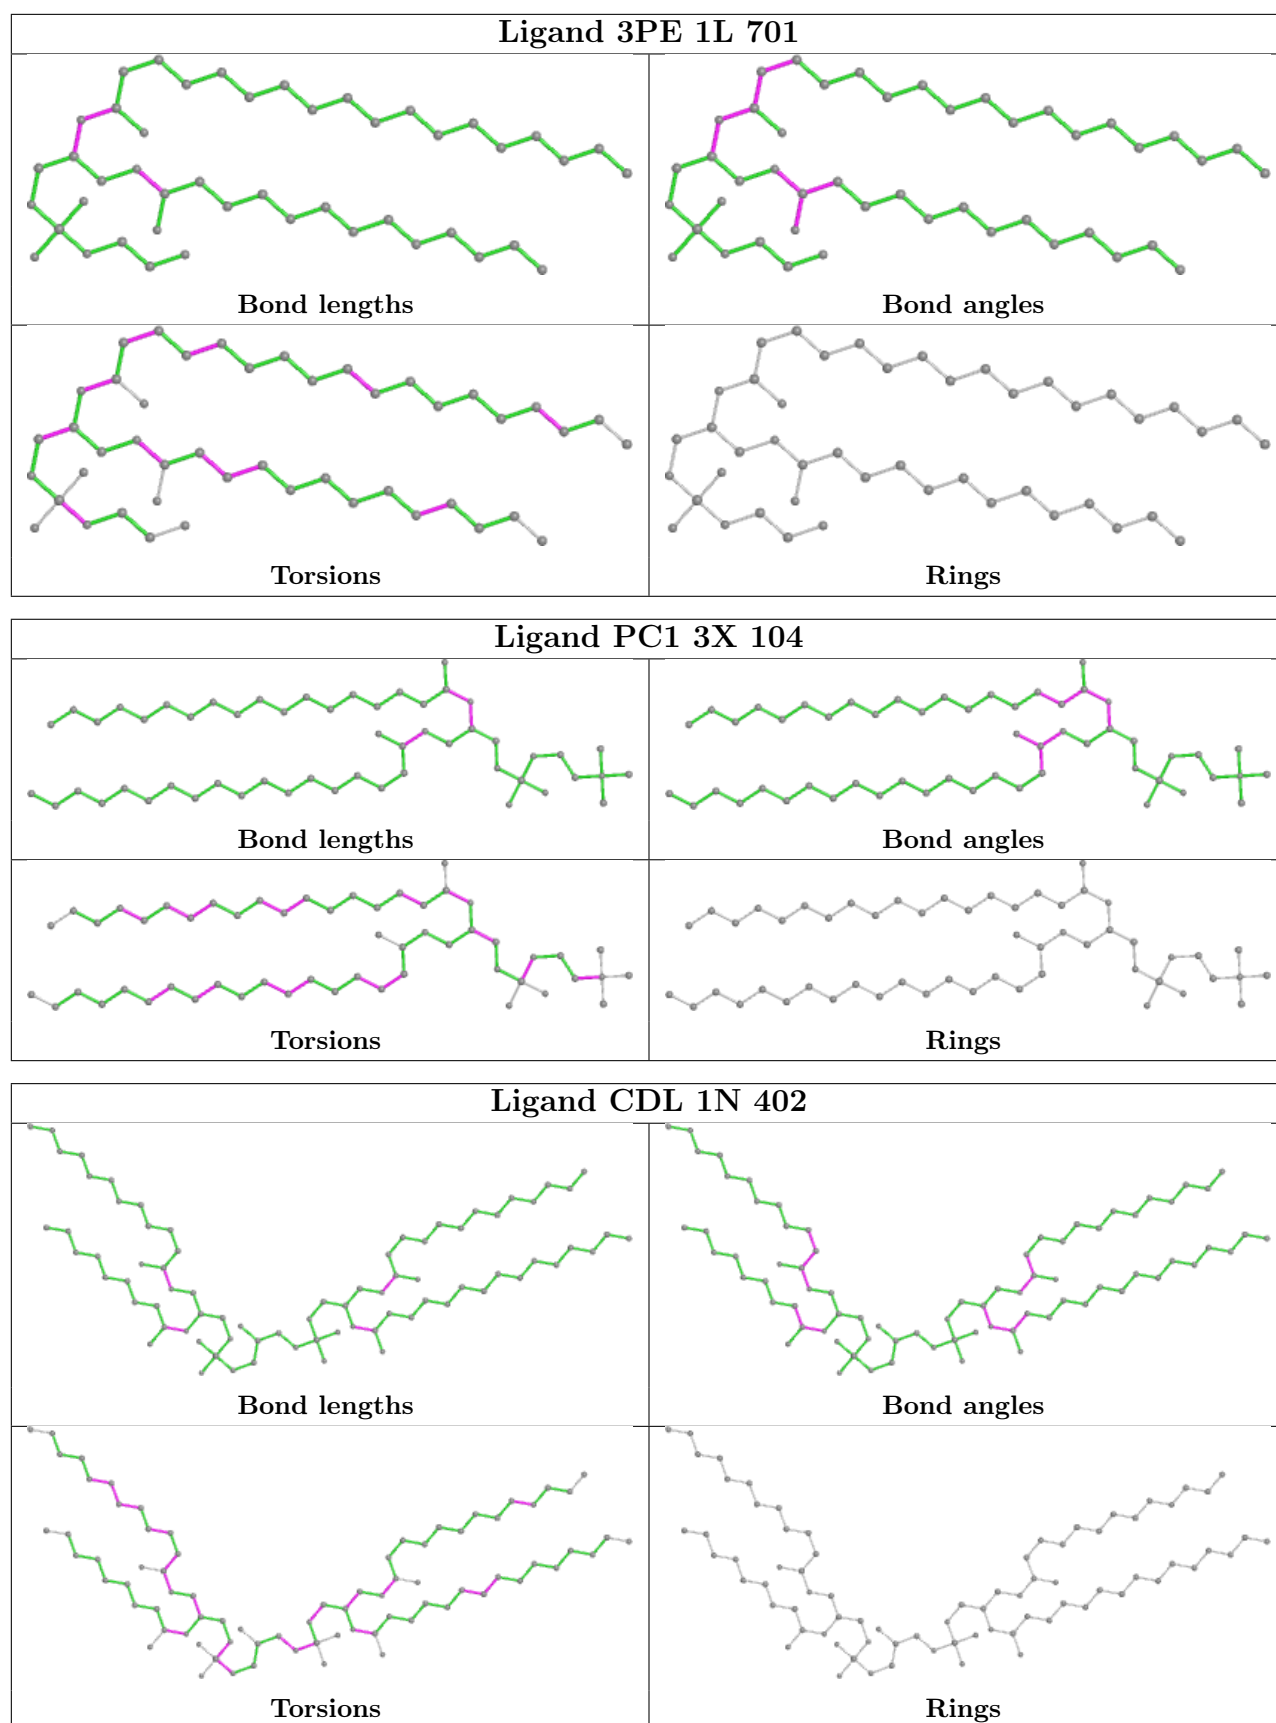 Ligand 3PE 1L 701
Bond lengths
Bond angles
Torsions
Rings
Ligand PC1 3X 104
Bond lengths
Bond angles
Torsions
Rings
Ligand CDL 1N 402
Bond lengths
Bond angles
Torsions
Rings